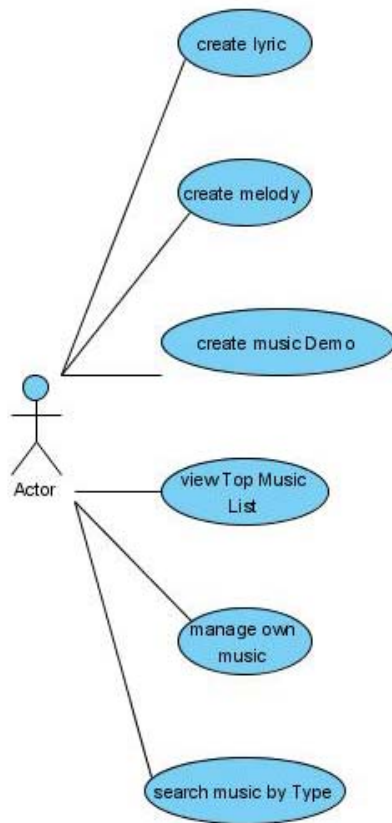 create lyric
create melody
create music Demo
Actor
view Top Music
List
manage own
music
search music by Type